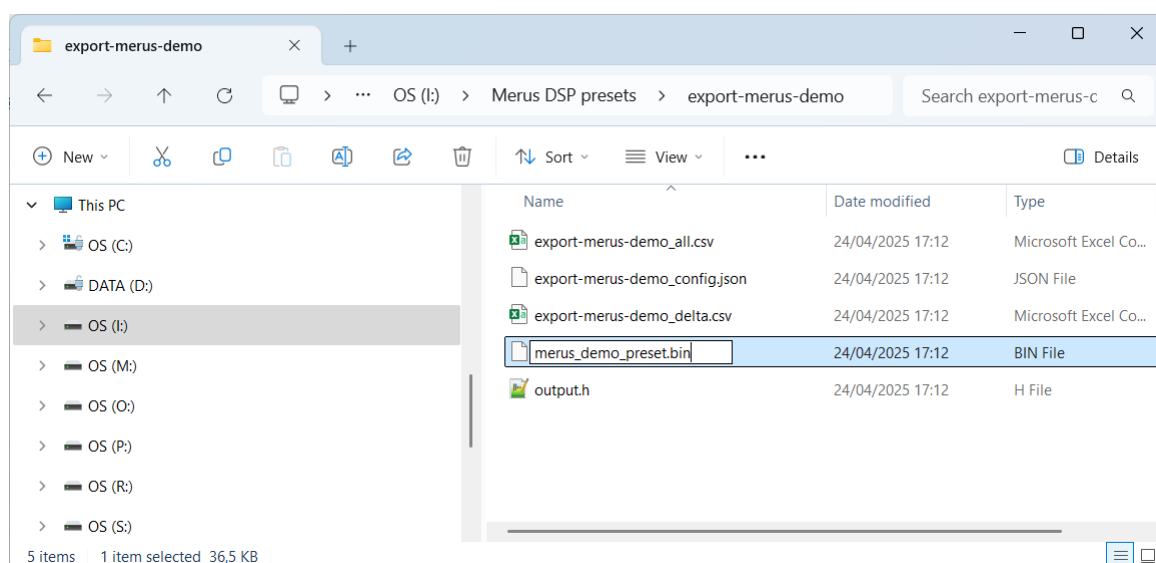 export-merus-demo
OS (I:) Merus DSP presets export-merus-demo Search export-merus-c
New Sort View Details
Name Date modified Type
This PC
OS (C:)
DATA (D:)
OS (I:)
OS (M:)
OS (O:)
OS (P:)
OS (R:)
OS (S:)
export-merus-demo_all.csv 24/04/2025 17:12 Microsoft Excel Co...
export-merus-demo_config.json 24/04/2025 17:12 JSON File
export-merus-demo_delta.csv 24/04/2025 17:12 Microsoft Excel Co...
merus_demo_preset.bin 24/04/2025 17:12 BIN File
output.h 24/04/2025 17:12 H File
5 items 1 item selected 36,5 KB